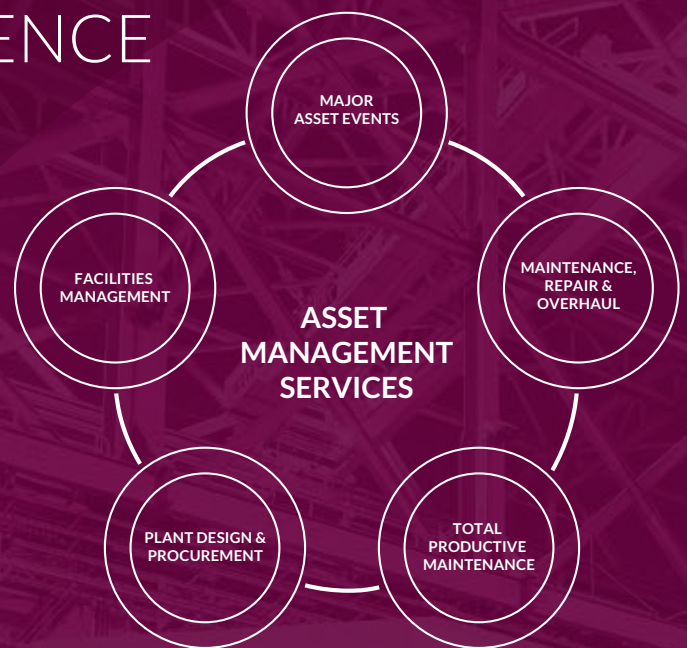 ENCE
MAJOR
ASSET EVENTS
MAINTENANCE,
REPAIR &
OVERHAUL
FACILITIES
MANAGEMENT
ASSET
MANAGEMENT
SERVICES
PLANT DESIGN &
PROCUREMENT
TOTAL
PRODUCTIVE
MAINTENANCE